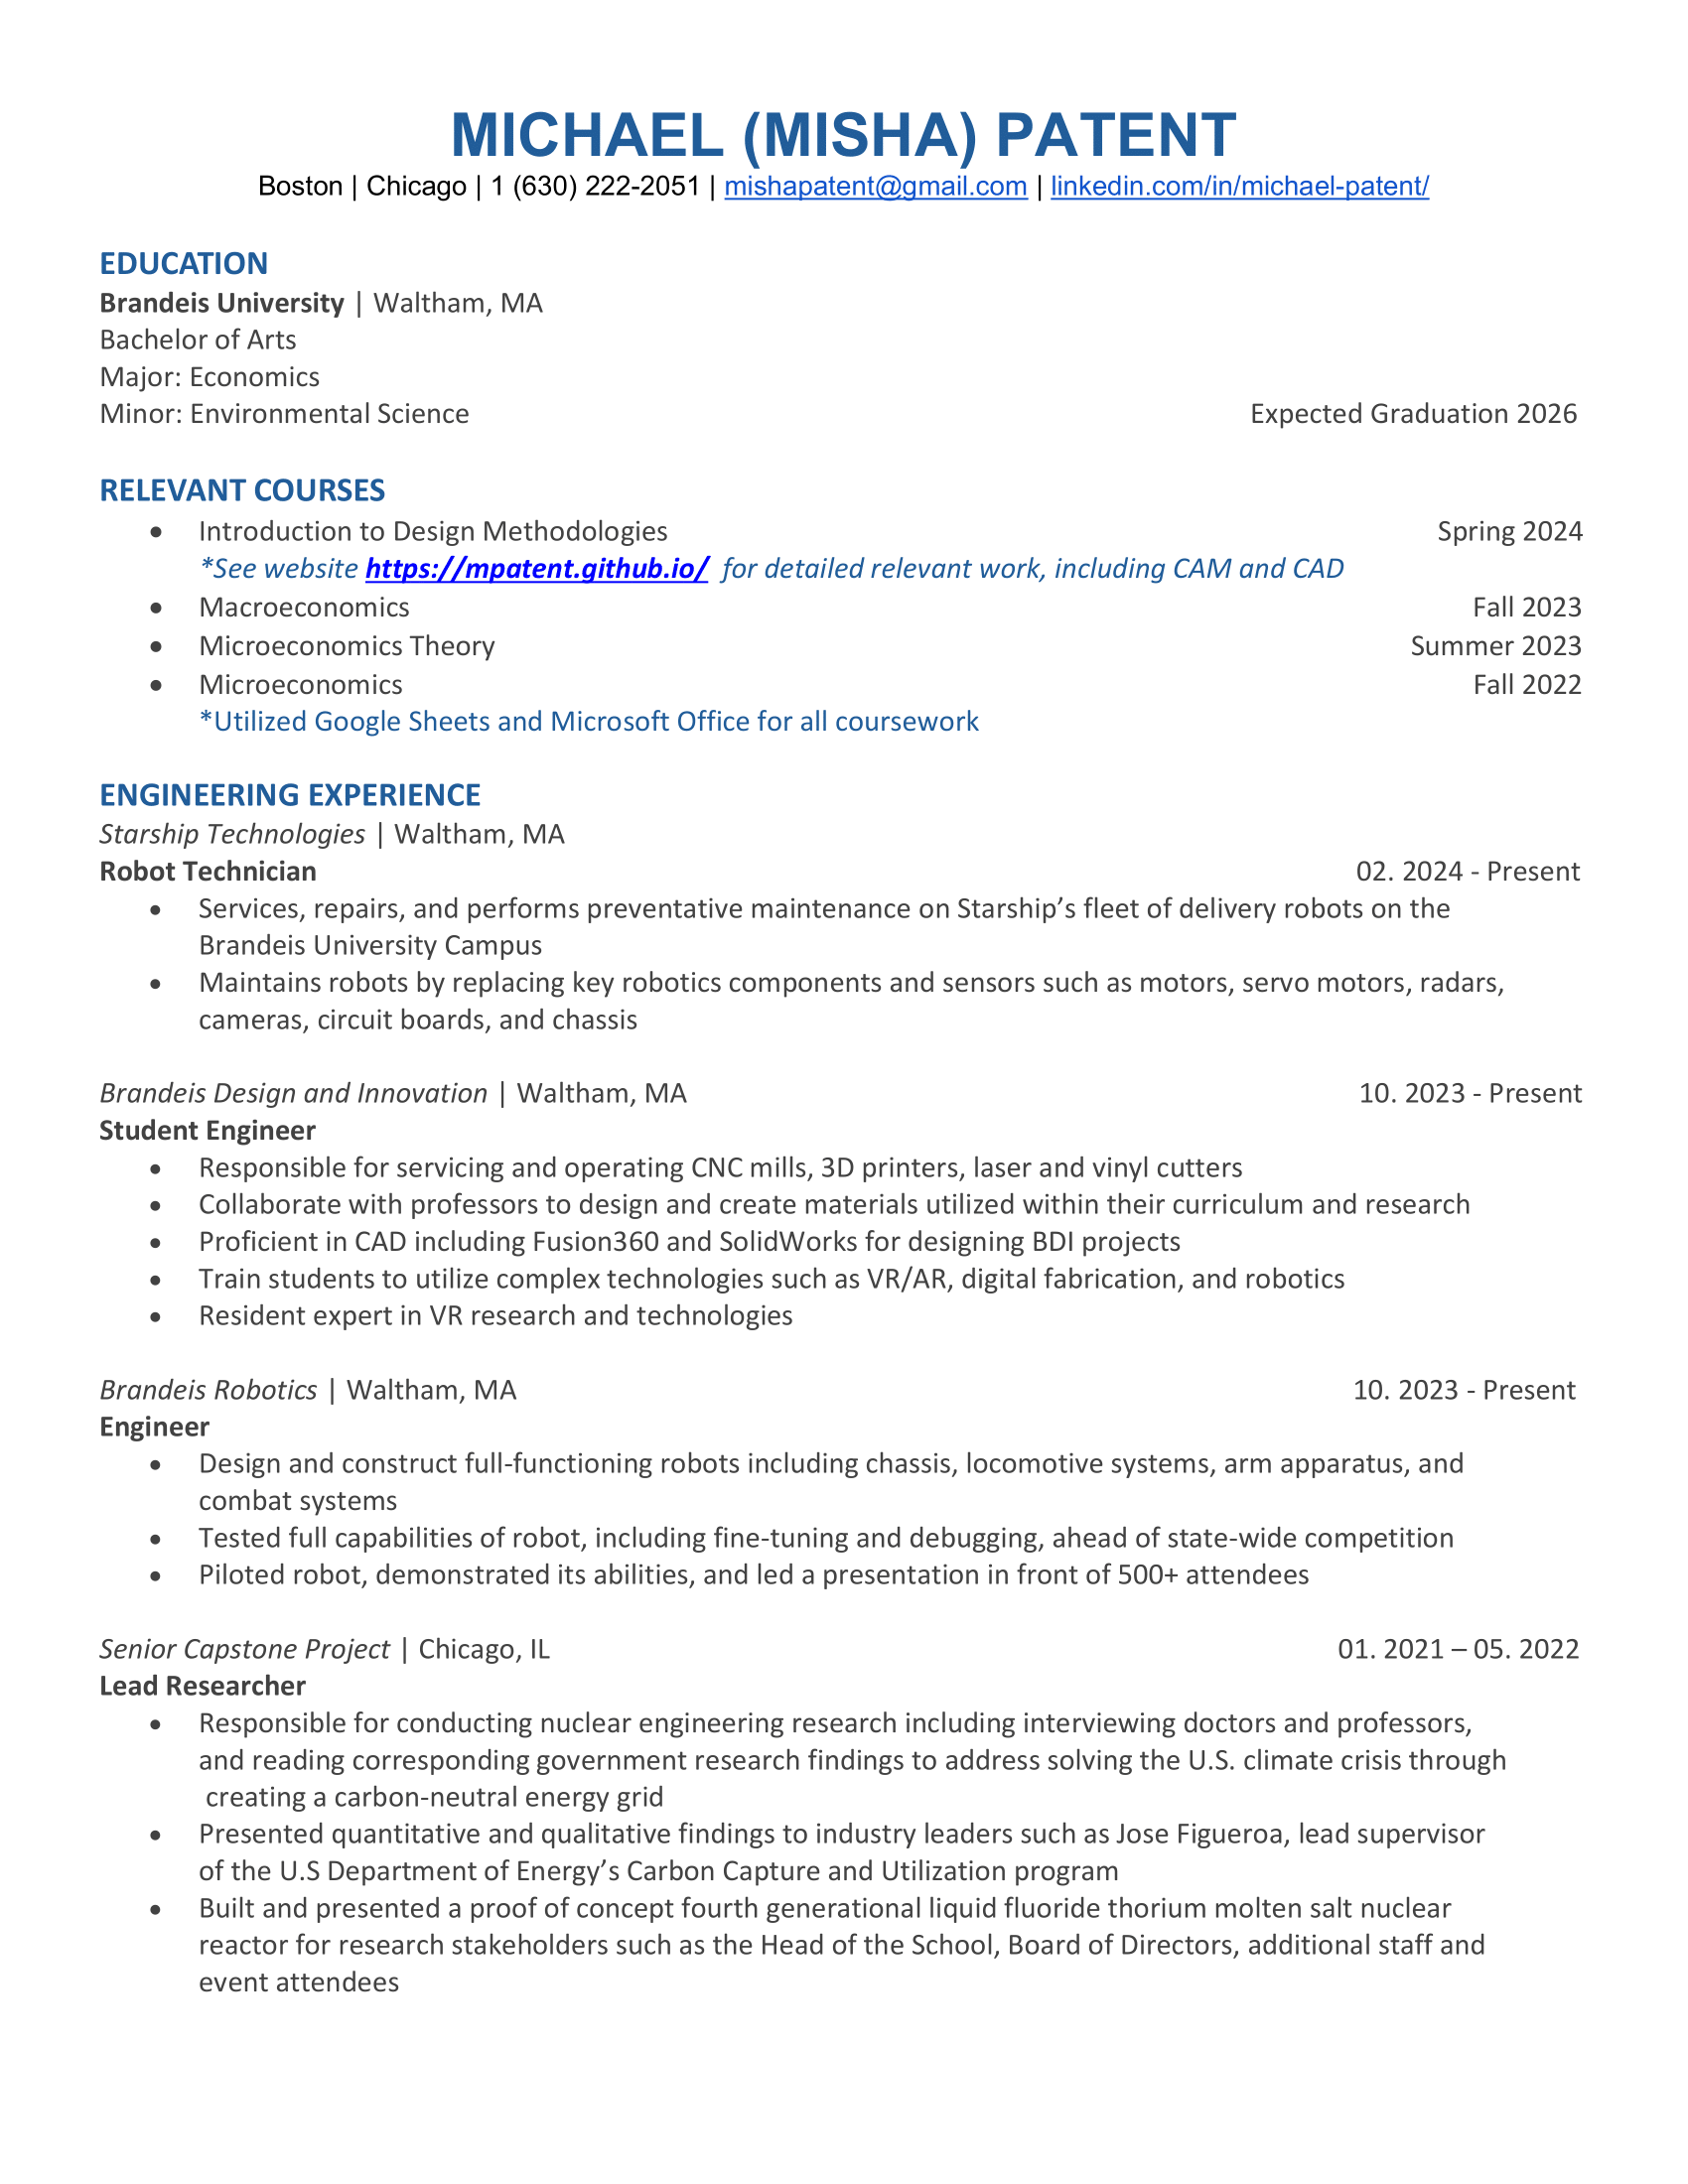 MICHAEL (MISHA) PATENT
Boston | Chicago | 1 (630) 222-2051 | mishapatent@gmail.com | linkedin.com/in/michael-patent/
EDUCATION
Brandeis University | Waltham, MA
Bachelor of Arts
Major: Economics
Minor: Environmental Science Expected Graduation 2026
RELEVANT COURSES
• Introduction to Design Methodologies Spring 2024
*See website https://mpatent.github.io/ for detailed relevant work, including CAM and CAD
• Macroeconomics Fall 2023
• Microeconomics Theory Summer 2023
• Microeconomics Fall 2022
*Utilized Google Sheets and Microsoft Office for all coursework
ENGINEERING EXPERIENCE
Starship Technologies | Waltham, MA
Robot Technician 02. 2024 - Present
• Services, repairs, and performs preventative maintenance on Starship’s fleet of delivery robots on the
Brandeis University Campus
• Maintains robots by replacing key robotics components and sensors such as motors, servo motors, radars,
cameras, circuit boards, and chassis
Brandeis Design and Innovation | Waltham, MA 10. 2023 - Present
Student Engineer
• Responsible for servicing and operating CNC mills, 3D printers, laser and vinyl cutters
• Collaborate with professors to design and create materials utilized within their curriculum and research
• Proficient in CAD including Fusion360 and SolidWorks for designing BDI projects
• Train students to utilize complex technologies such as VR/AR, digital fabrication, and robotics
• Resident expert in VR research and technologies
Brandeis Robotics | Waltham, MA 10. 2023 - Present
Engineer
• Design and construct full-functioning robots including chassis, locomotive systems, arm apparatus, and
combat systems
• Tested full capabilities of robot, including fine-tuning and debugging, ahead of state-wide competition
• Piloted robot, demonstrated its abilities, and led a presentation in front of 500+ attendees
Senior Capstone Project | Chicago, IL 01. 2021 – 05. 2022
Lead Researcher
• Responsible for conducting nuclear engineering research including interviewing doctors and professors,
and reading corresponding government research findings to address solving the U.S. climate crisis through
creating a carbon-neutral energy grid
• Presented quantitative and qualitative findings to industry leaders such as Jose Figueroa, lead supervisor
of the U.S Department of Energy’s Carbon Capture and Utilization program
• Built and presented a proof of concept fourth generational liquid fluoride thorium molten salt nuclear
reactor for research stakeholders such as the Head of the School, Board of Directors, additional staff and
event attendees